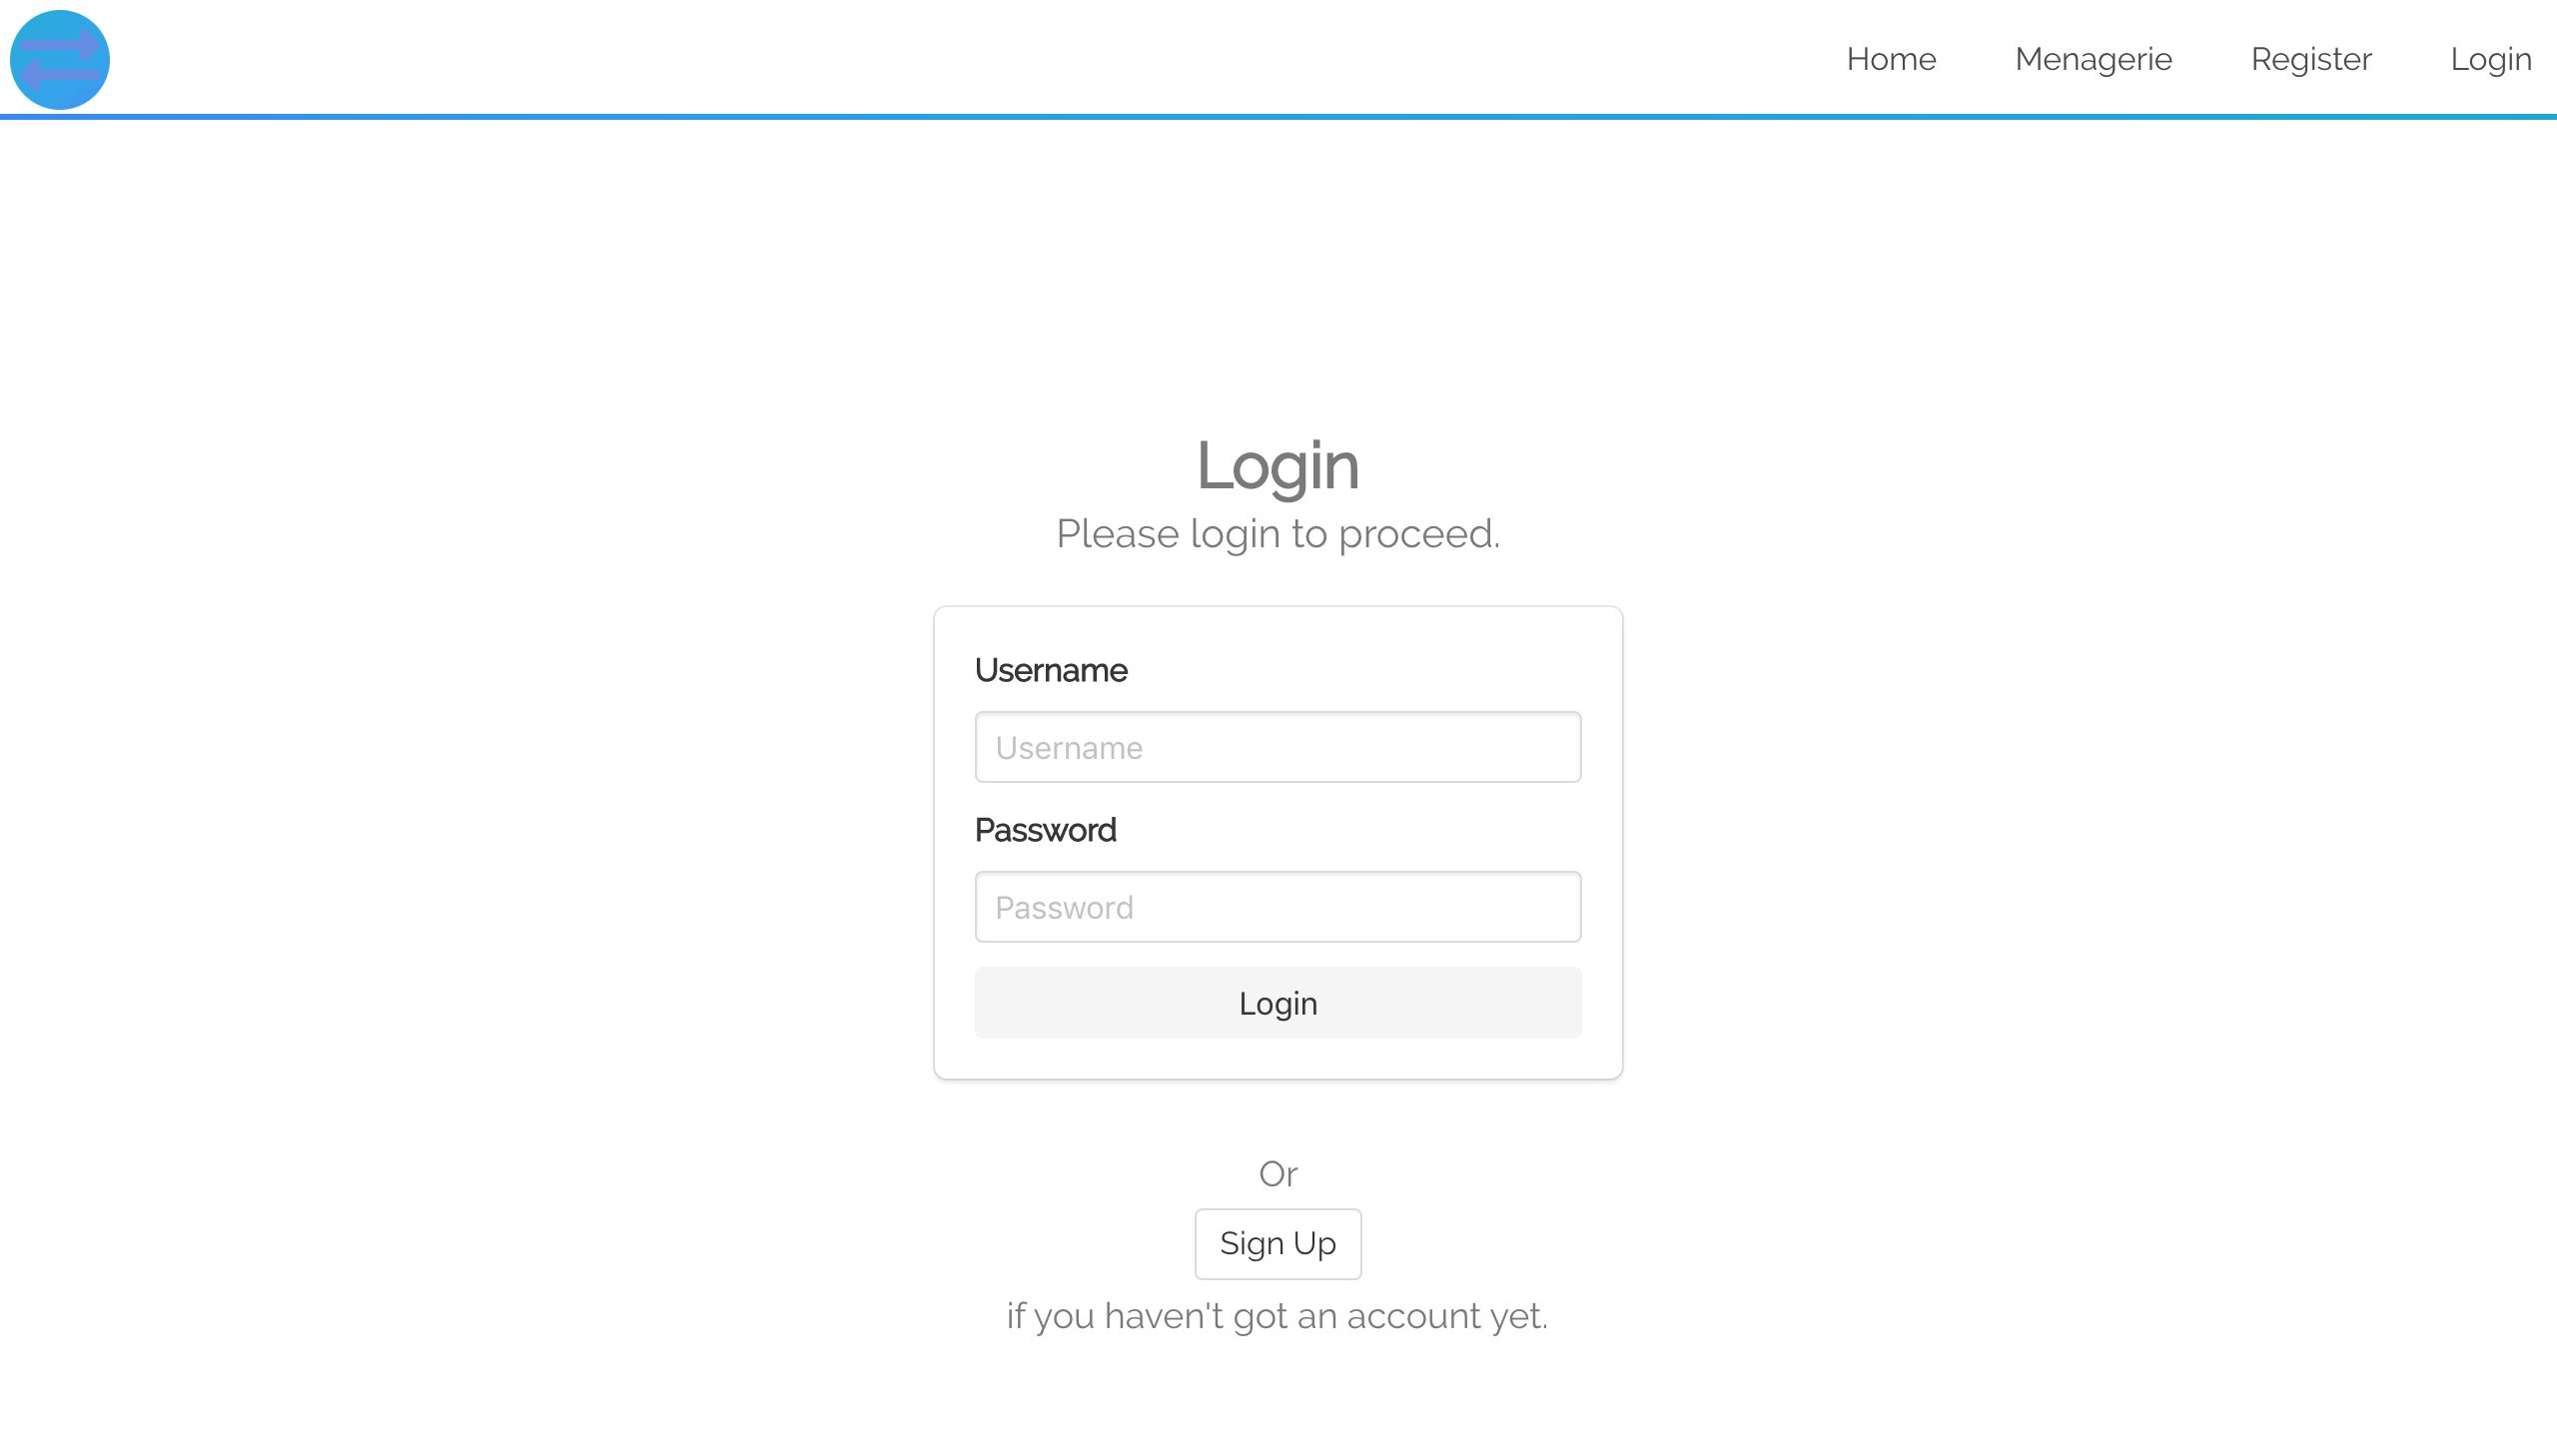 Home Menagerie Register Login
Login
Please login to proceed.
Username
Username
Password
Password
Login
Or
Sign Up
if you haven't got an account yet.